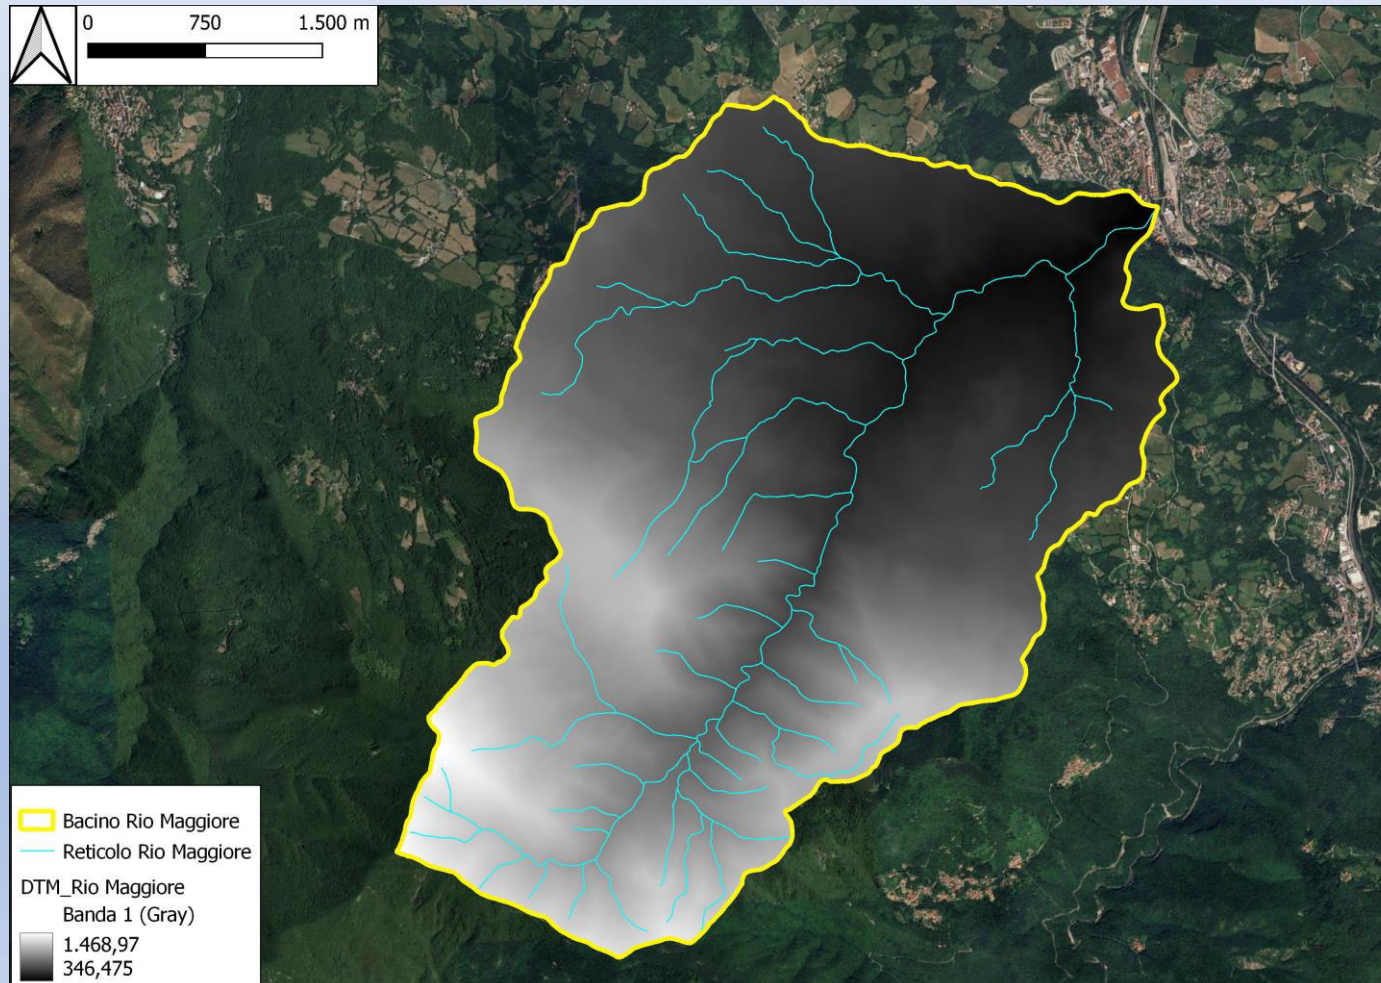 0 750 1.500 m
Bacino Rio Maggiore
Reticolo Rio Maggiore
DTM_Rio Maggiore
Banda 1 (Gray)
1.468,97
346,475